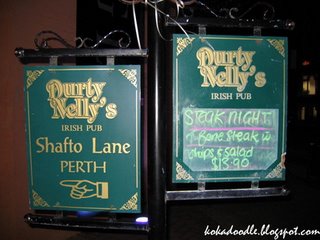 Durty
Nelly's
IRISH PUB
Shafto Lane
PERTH
Durty
Nelly's
IRISH PUB
STEAK NIGHT
T-Bone Steak w
chips & salad
$13.90
kokadoodle.blogspot.com